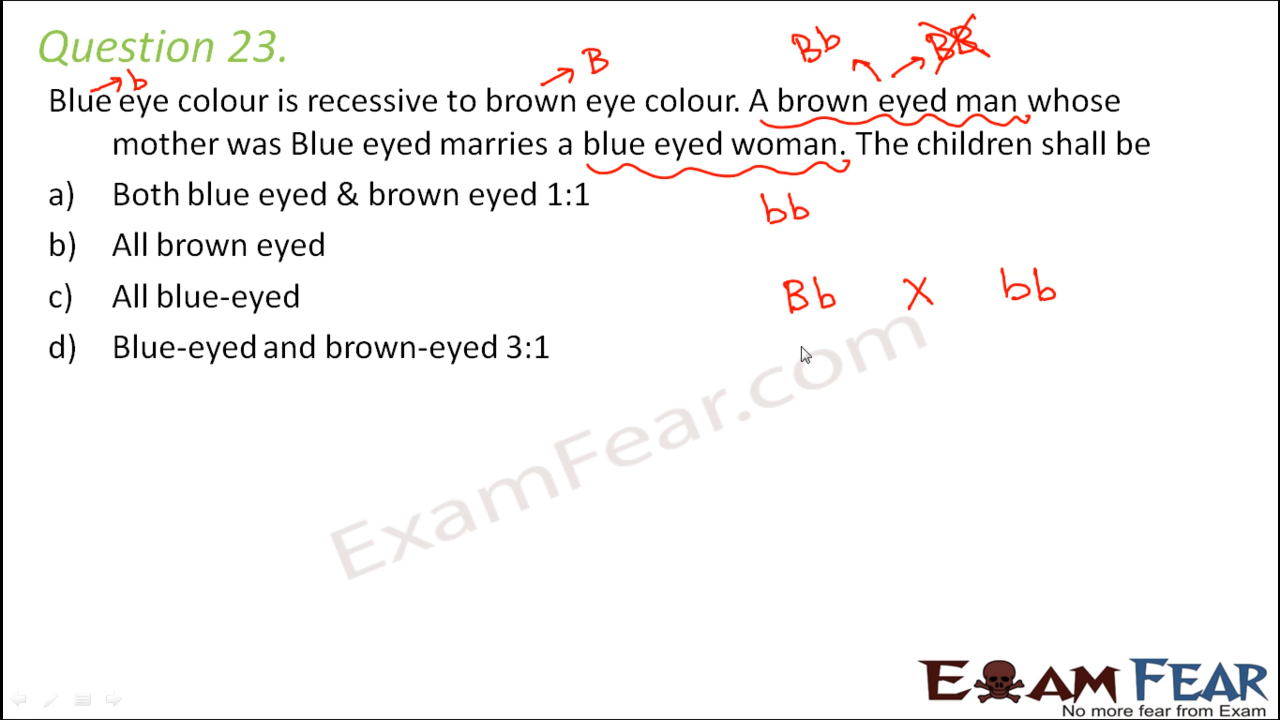 Question 23.
Bb BB
b B
Blue eye colour is recessive to brown eye colour. A brown eyed man whose
mother was Blue eyed marries a blue eyed woman. The children shall be
a) Both blue eyed & brown eyed 1:1
bb
b) All brown eyed
c) All blue-eyed
Bb X bb
d) Blue-eyed and brown-eyed 3:1
ExamFear.com
EXAMFEAR
No more fear from Exam